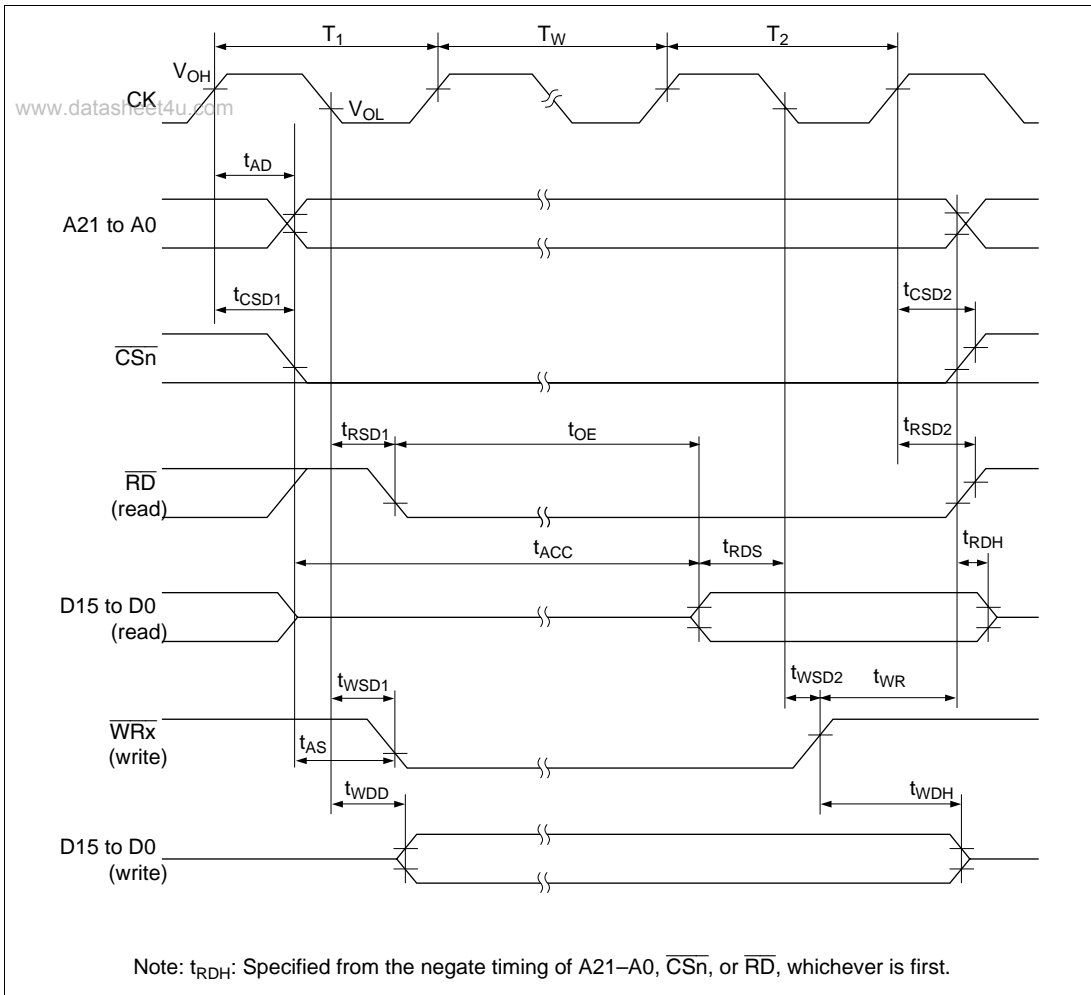 T1 TW T2
VOH
CK
www.datasheet4u.com
VOL
tAD
A21 to A0
tCSD1 tCSD2
CSn
tRSD1 tOE tRSD2
RD
(read)
tACC tRDS tRDH
D15 to D0
(read)
tWSD1 tWSD2 tWR
WRx
(write)
tAS
tWDD tWDH
D15 to D0
(write)
Note: tRDH: Specified from the negate timing of A21–A0, CSn, or RD, whichever is first.